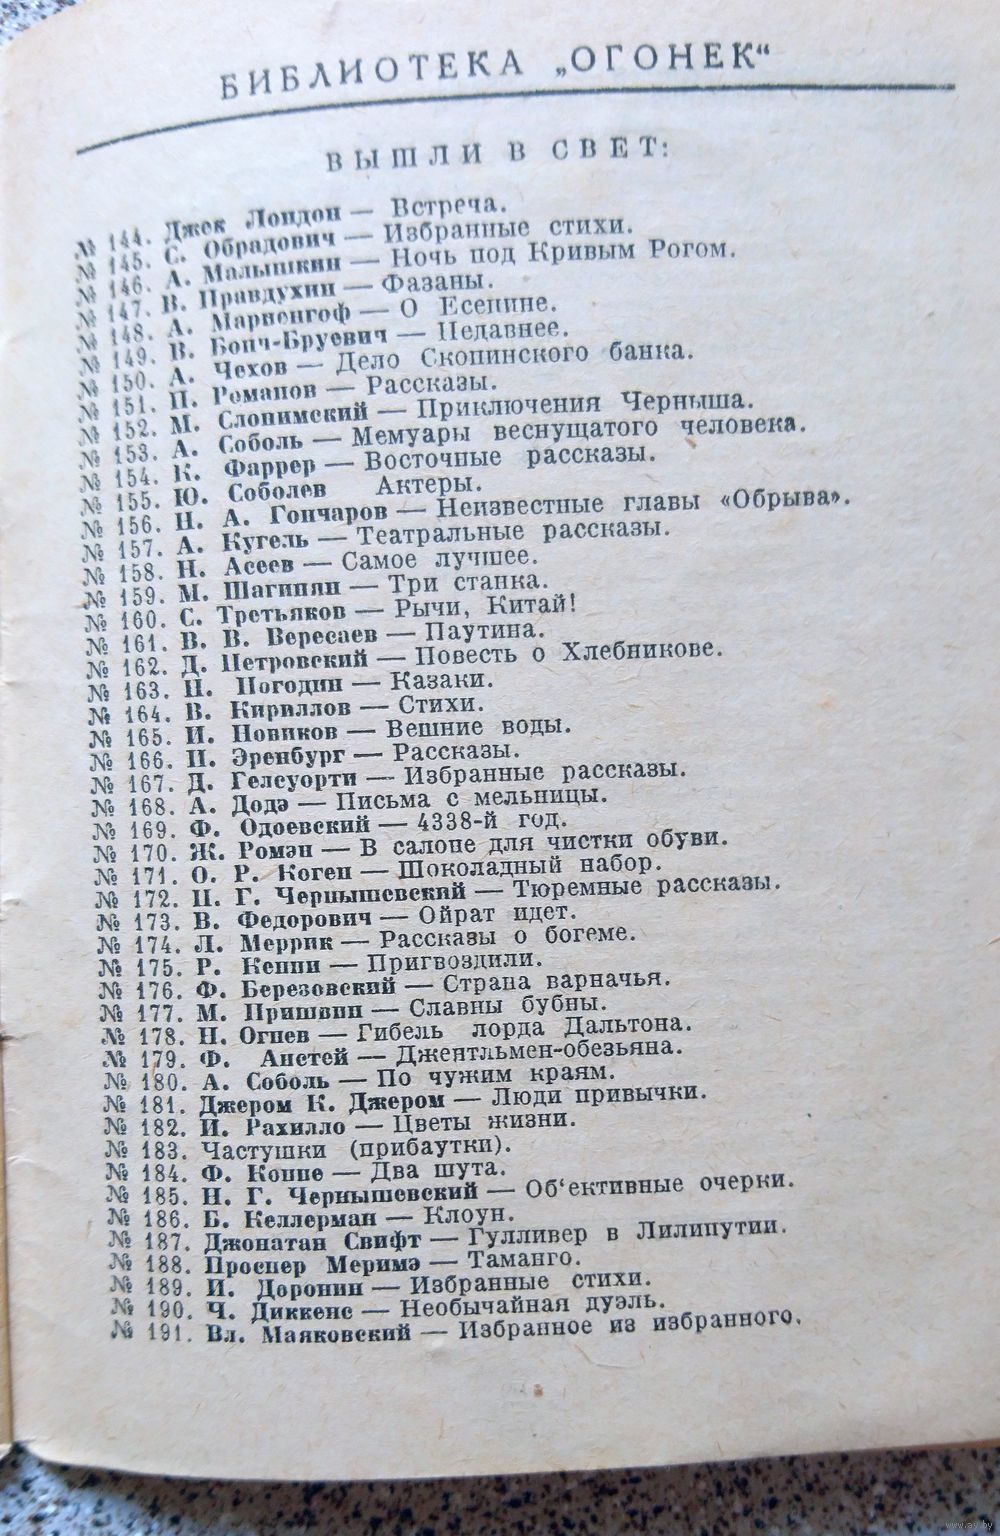 БИБЛИОТЕКА „ОГОНЕК“
ВЫШЛИ В СВЕТ:
№ 144. Джек Лондон — Встреча.
№ 145. С. Обрадович — Избранные стихи.
№ 146. А. Малышкин — Ночь под Кривым Рогом.
№ 147. В. Правдухин — Фазаны.
№ 148. А. Мариенгоф — О Есенине.
№ 149. В. Бонч-Бруевич — Недавнее.
№ 150. А. Чехов — Дело Скопинского банка.
№ 151. П. Романов — Рассказы.
№ 152. М. Слонимский — Приключения Черныша.
№ 153. А. Соболь — Мемуары веснущатого человека.
№ 154. К. Фаррер — Восточные рассказы.
№ 155. Ю. Соболев Актеры.
№ 156. И. А. Гончаров — Неизвестные главы «Обрыва».
№ 157. А. Кугель — Театральные рассказы.
№ 158. Н. Асеев — Самое лучшее.
№ 159. М. Шагинян — Три станка.
№ 160. С. Третьяков — Рычи, Китай!
№ 161. В. В. Вересаев — Паутина.
№ 162. Д. Петровский — Повесть о Хлебникове.
№ 163. Н. Погодин — Казаки.
№ 164. В. Кириллов — Стихи.
№ 165. И. Новиков — Вешние воды.
№ 166. И. Эренбург — Рассказы.
№ 167. Д. Гелсуорти — Избранные рассказы.
№ 168. А. Додэ — Письма с мельницы.
№ 169. Ф. Одоевский — 4338-й год.
№ 170. Ж. Ромэн — В салоне для чистки обуви.
№ 171. О. Р. Коген — Шоколадный набор.
№ 172. Н. Г. Чернышевский — Тюремные рассказы.
№ 173. В. Федорович — Ойрат идет.
№ 174. Л. Меррик — Рассказы о богеме.
№ 175. Р. Кенни — Пригвоздили.
№ 176. Ф. Березовский — Страна варначья.
№ 177. М. Пришвин — Славны бубны.
№ 178. Н. Огнев — Гибель лорда Дальтона.
№ 179. Ф. Анстей — Джентльмен-обезьяна.
№ 180. А. Соболь — По чужим краям.
№ 181. Джером К. Джером — Люди привычки.
№ 182. И. Рахилло — Цветы жизни.
№ 183. Частушки (прибаутки).
№ 184. Ф. Коппе — Два шута.
№ 185. Н. Г. Чернышевский — Об‘ективные очерки.
№ 186. Б. Келлерман — Клоун.
№ 187. Джонатан Свифт — Гулливер в Лилипутии.
№ 188. Проспер Меримэ — Таманго.
№ 189. И. Доронин — Избранные стихи.
№ 190. Ч. Диккенс — Необычайная дуэль.
№ 191. Вл. Маяковский — Избранное из избранного.
www.ay.by